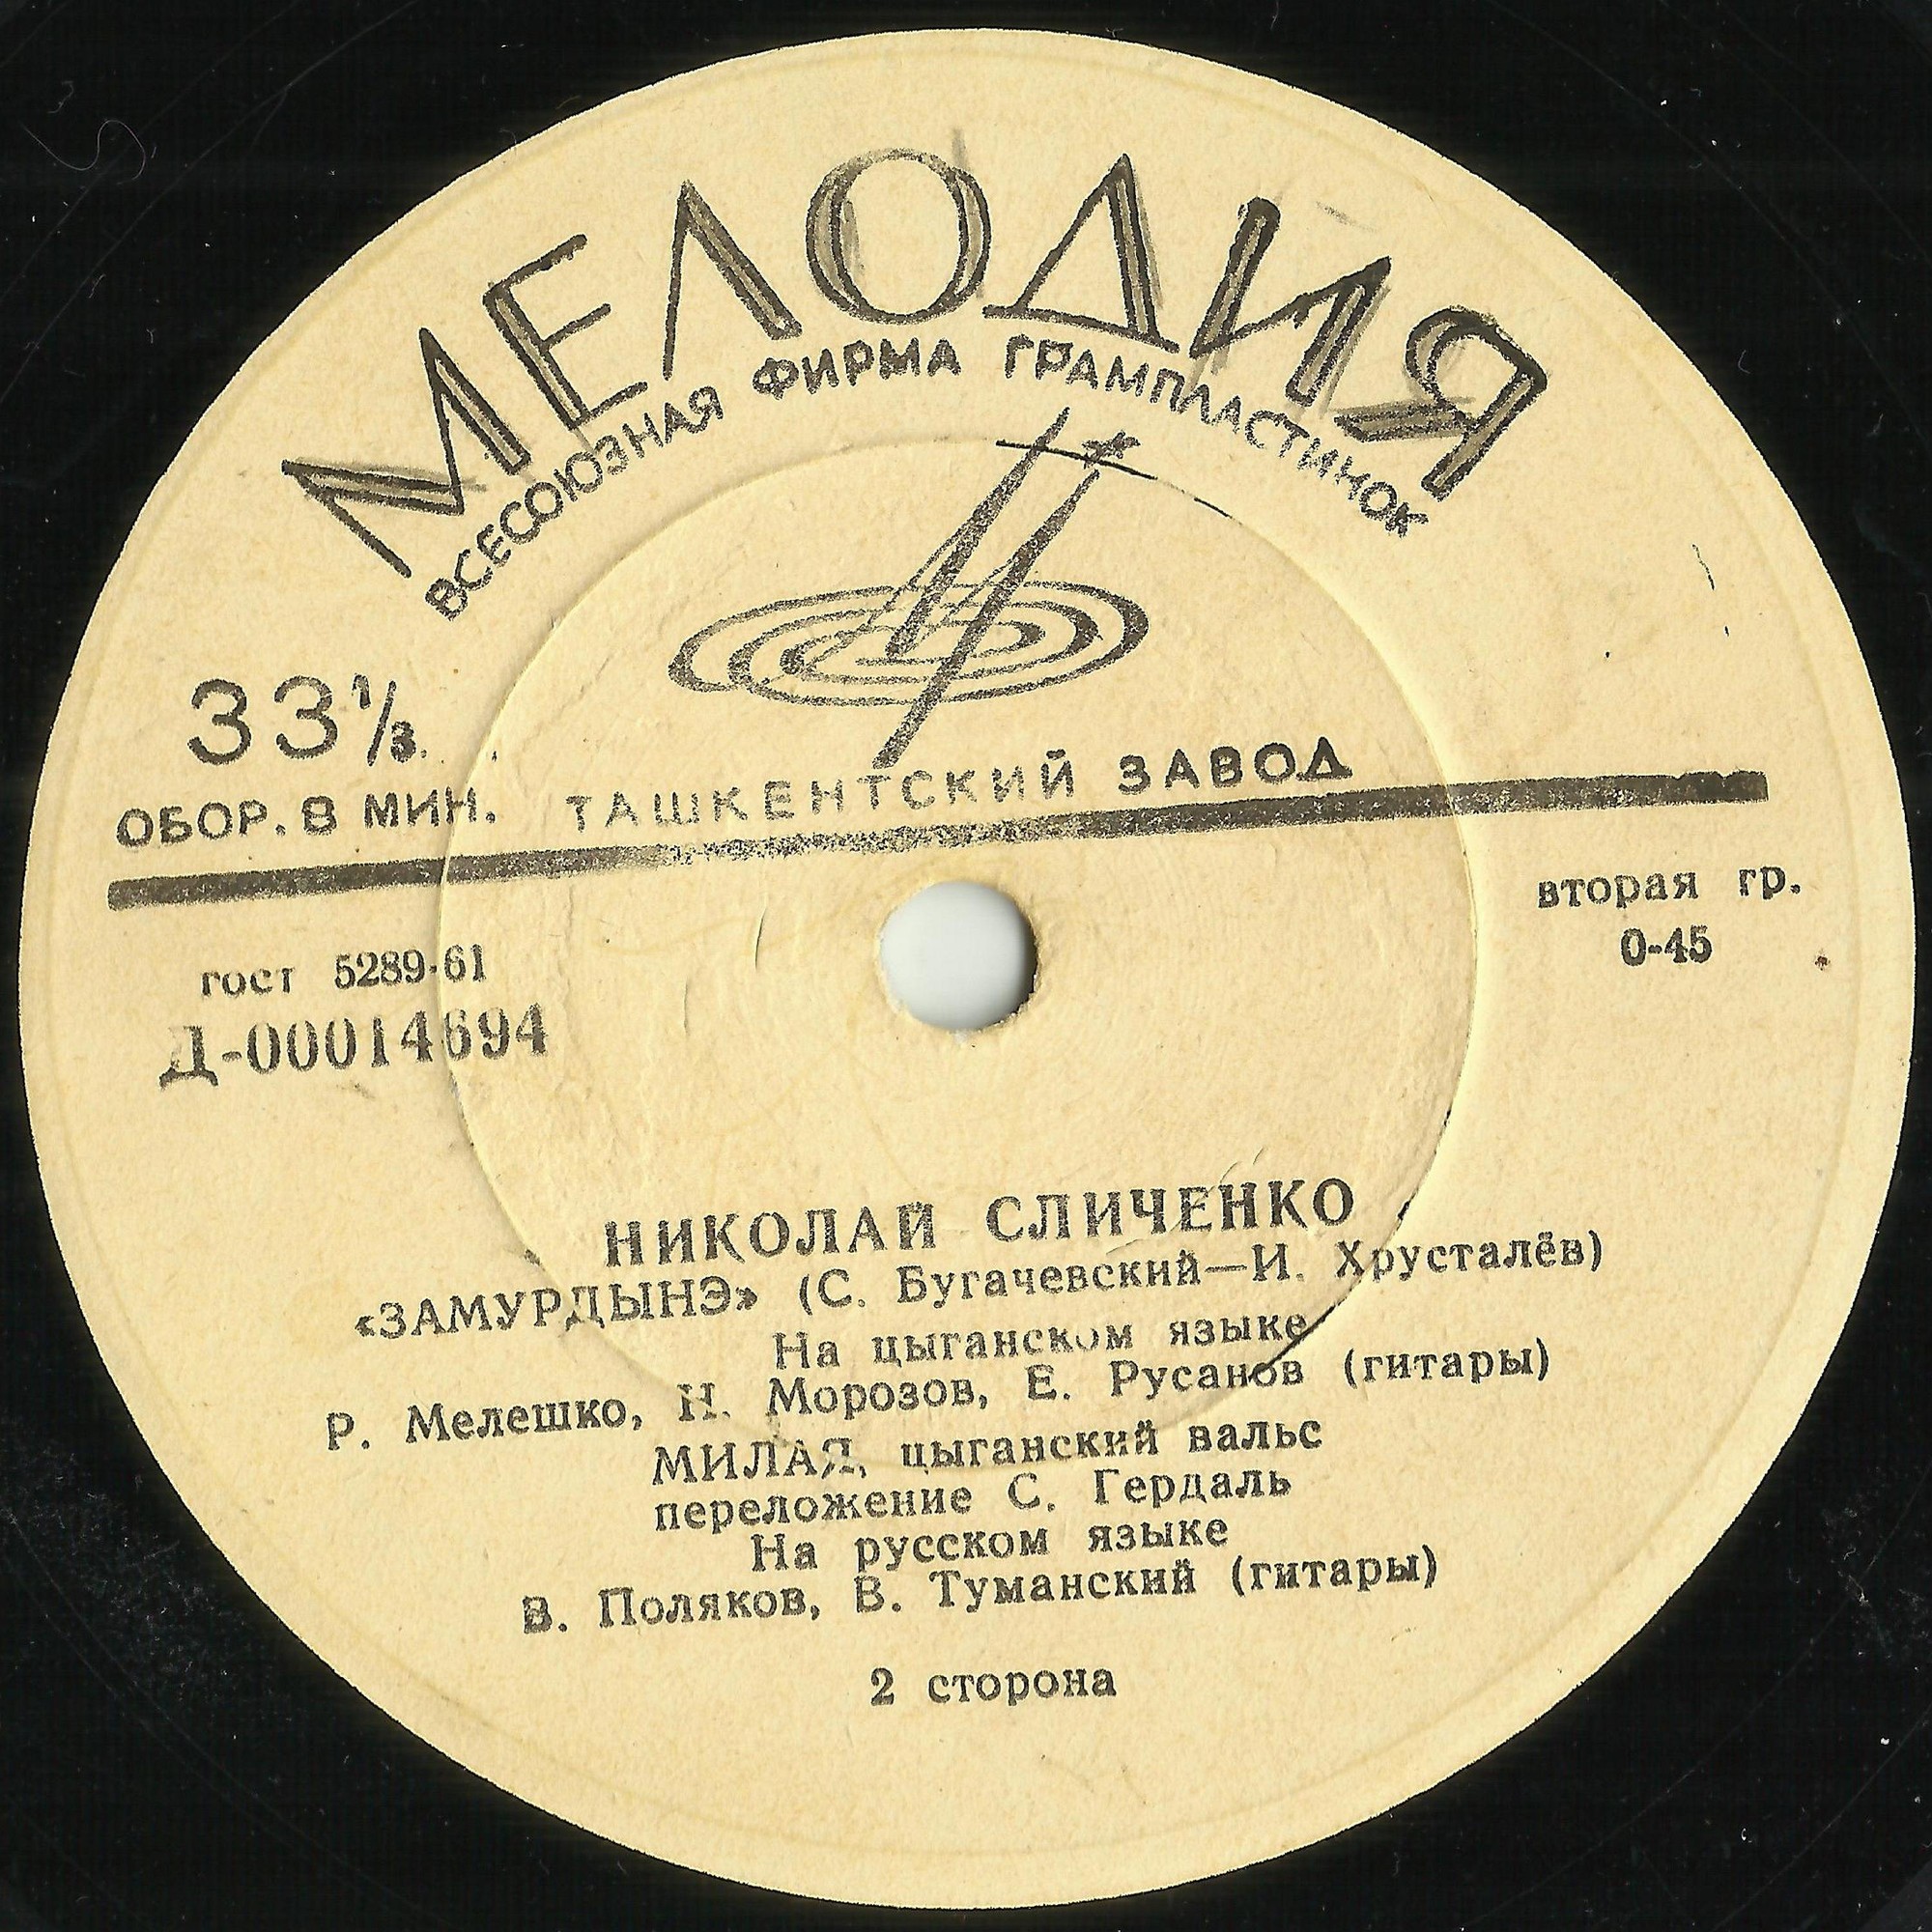 МЕЛОДИЯ
ВСЕСОЮЗНАЯ ФИРМА ГРАМПЛАСТИНОК
33⅓
ОБОР. В МИН.
ТАШКЕНТСКИЙ ЗАВОД
вторая гр.
0-45
гост 5289-61
Д-00014694
НИКОЛАЙ СЛИЧЕНКО
«ЗАМУРДЫНЭ» (С. Бугачевский—И. Хрусталёв)
На цыганском языке
Р. Мелешко, Н. Морозов, Е. Русанов (гитары)
МИЛАЯ, цыганский вальс
переложение С. Гердаль
На русском языке
В. Поляков, В. Туманский (гитары)
2 сторона